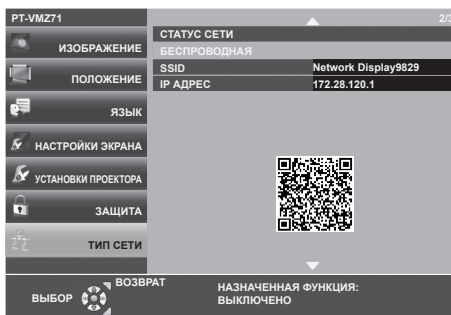 PT-VMZ71
2/3
ИЗОБРАЖЕНИЕ
ПОЛОЖЕНИЕ
ЯЗЫК
НАСТРОЙКИ ЭКРАНА
УСТАНОВКИ ПРОЕКТОРА
ЗАЩИТА
ТИП СЕТИ
СТАТУС СЕТИ
БЕСПРОВОДНАЯ
SSID Network Display9829
IP АДРЕС 172.28.120.1
ВОЗВРАТ
ВЫБОР
НАЗНАЧЕННАЯ ФУНКЦИЯ:
ВЫКЛЮЧЕНО